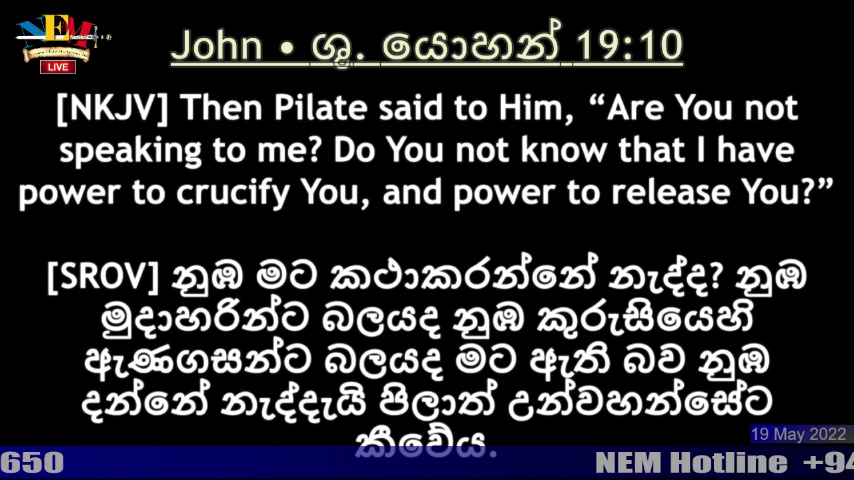 NEM
LIVE
John • ශු. යොහන් 19:10
[NKJV] Then Pilate said to Him, “Are You not
speaking to me? Do You not know that I have
power to crucify You, and power to release You?”
[SROV] නුඹ මට කථාකරන්නේ නැද්ද? නුඹ
මුදාහරින්ට බලයද නුඹ කුරුසියෙහි
ඇණගසන්ට බලයද මට ඇති බව නුඹ
දන්නේ නැද්දැයි පිලාත් උන්වහන්සේට
කීවේය.
19 May 2022
650 NEM Hotline +94